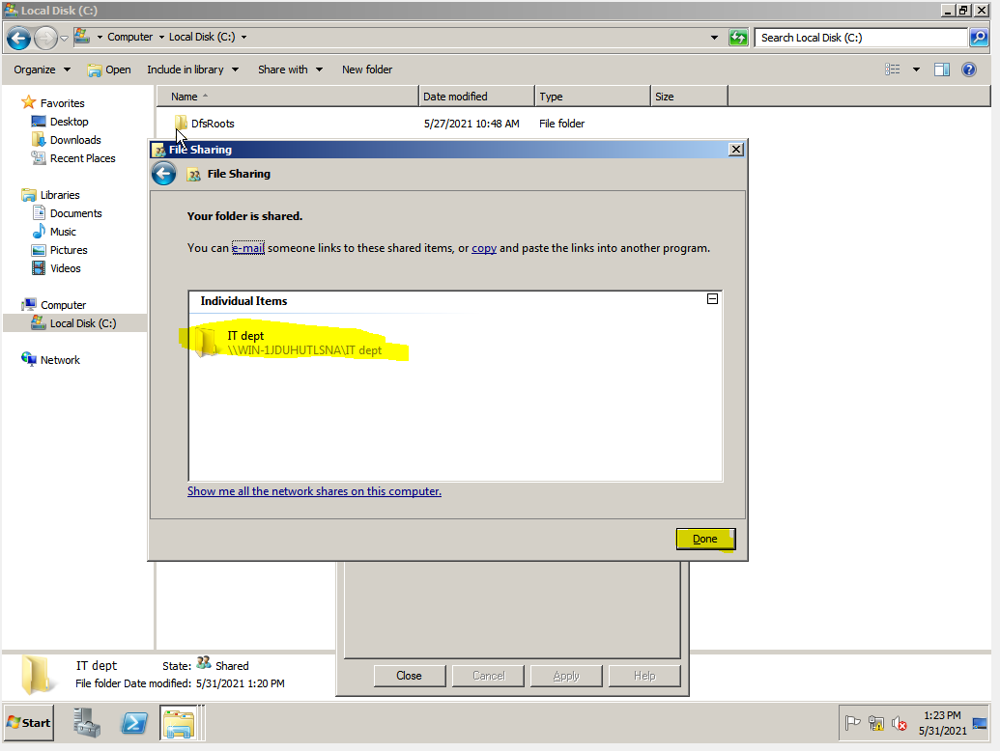 Local Disk (C:)
Computer Local Disk (C:) Search Local Disk (C:)
Organize Open Include in library Share with New folder
Name Date modified Type Size
Favorites
Desktop
Downloads
Recent Places
Libraries
Documents
Music
Pictures
Videos
Computer
Local Disk (C:)
Network
DfsRoots 5/27/2021 10:48 AM File folder
File Sharing
File Sharing
Your folder is shared.
You can e-mail someone links to these shared items, or copy and paste the links into another program.
Individual Items
IT dept
\\WIN-1JDUHUTLSNA\IT dept
Show me all the network shares on this computer.
Done
Close Cancel Apply Help
IT dept State: Shared
File folder Date modified: 5/31/2021 1:20 PM
Start
1:23 PM
5/31/2021